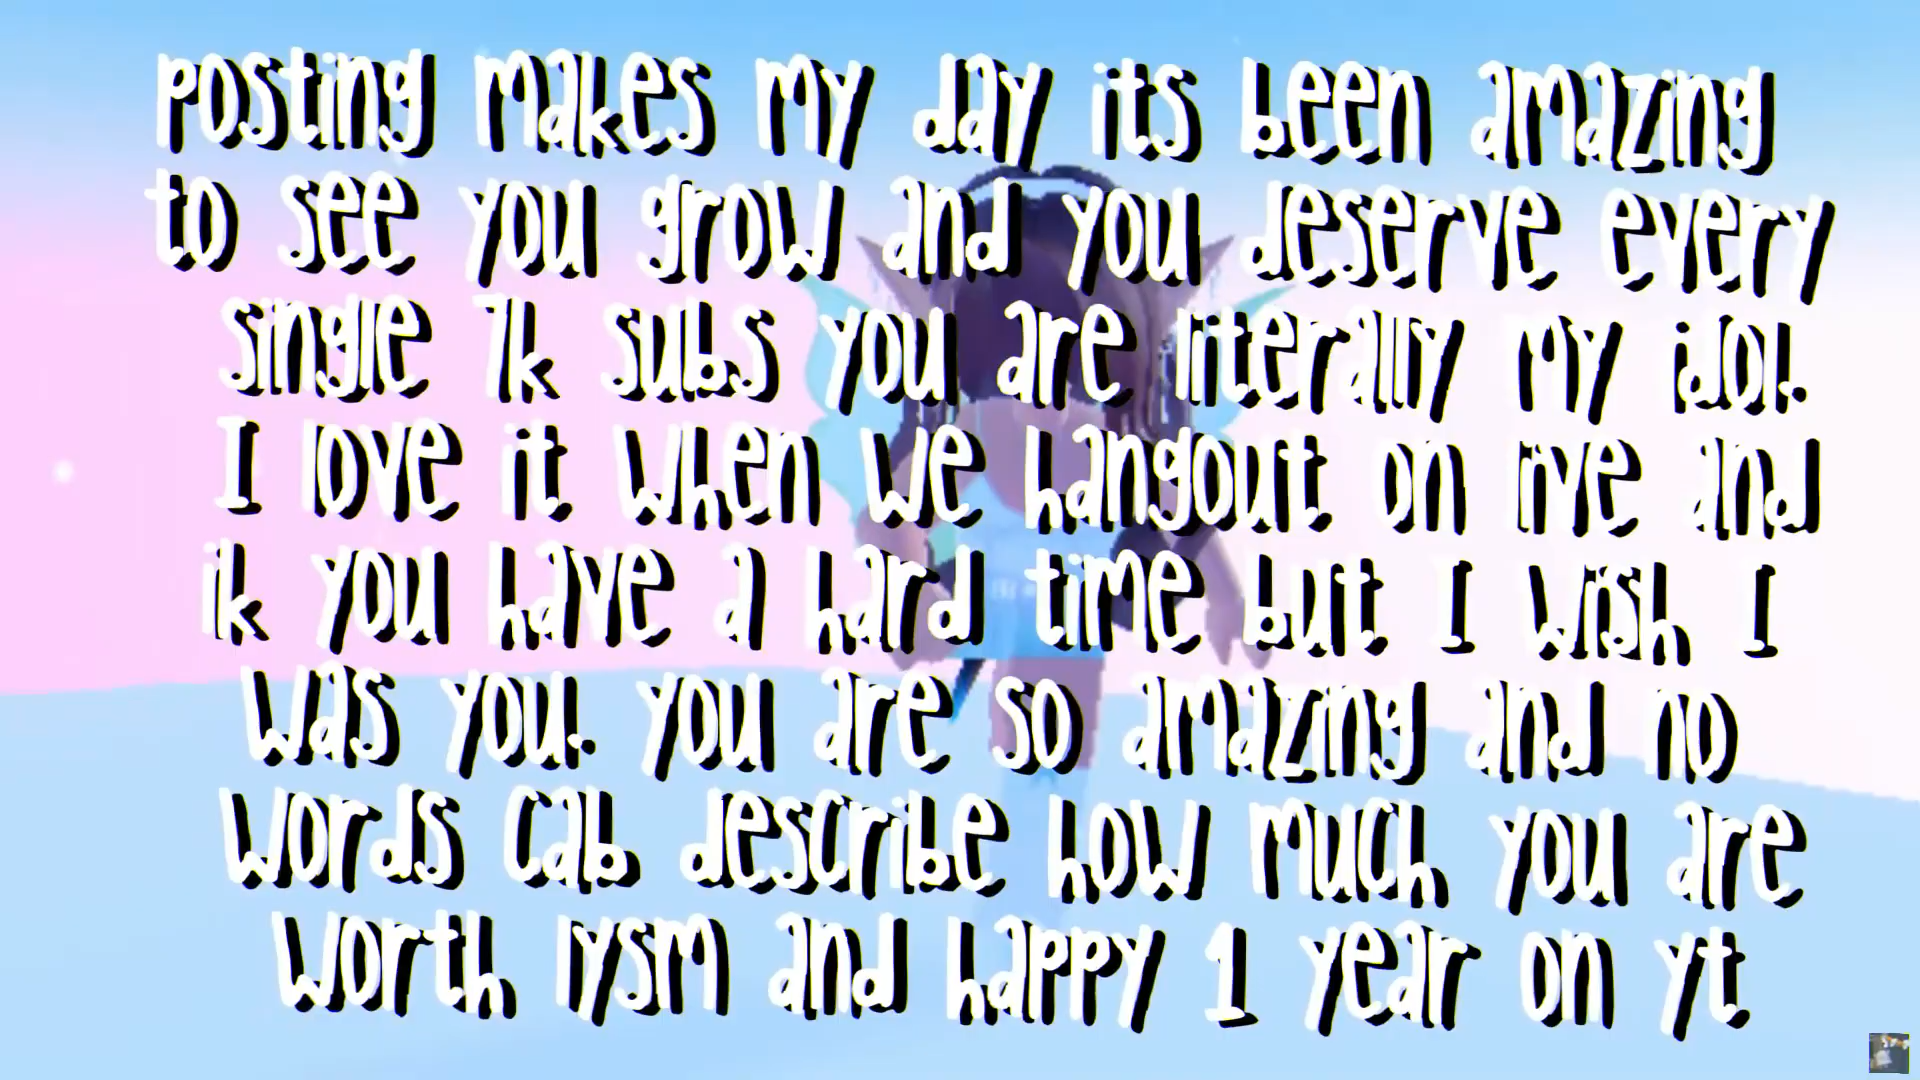 posting makes my day its been amazing
to see you grow and you deserve every
single 7k subs you are literally my idol.
I love it when we hangout on live and
ik you have a hard time but I wish I
was you. you are so amazing and no
words cab describe how much you are
worth lysm and happy 1 year on yt